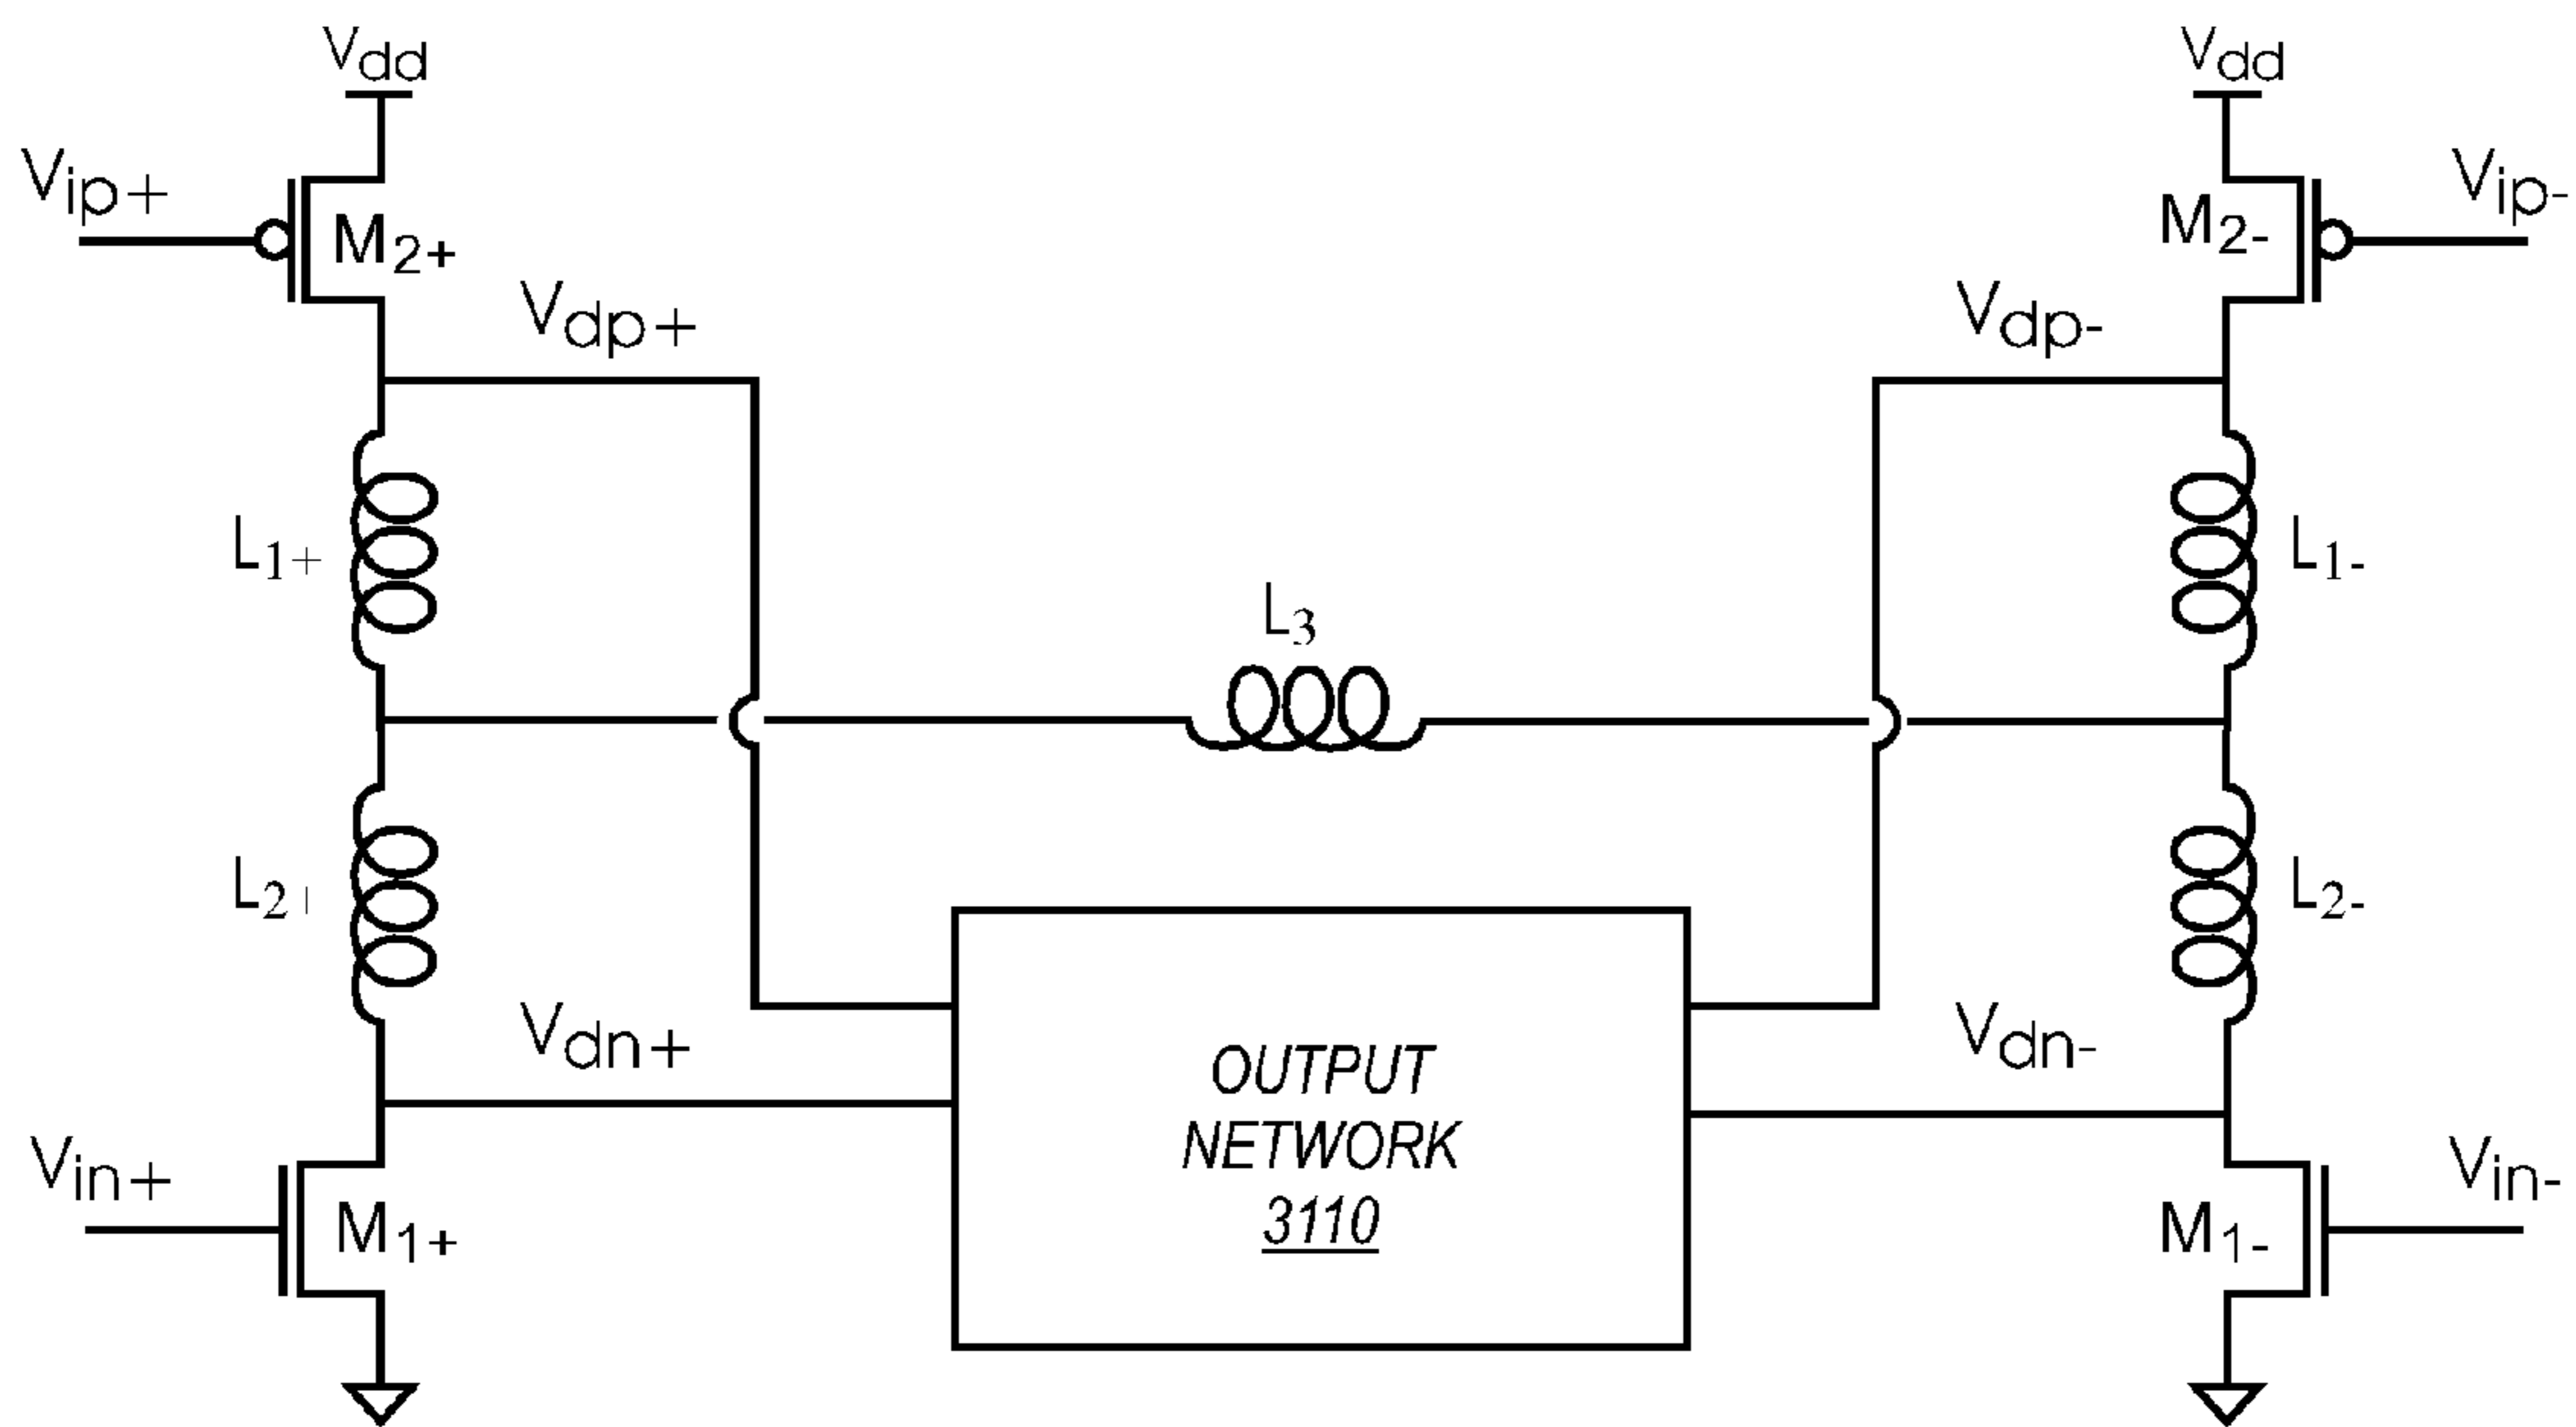 Vdd
Vdd
Vip+
M2+
M2-
Vip-
Vdp+
Vdp-
L1+
L1-
L3
L2+
L2-
Vdn+
Vdn-
OUTPUT
NETWORK
3110
Vin+
M1+
M1-
Vin-